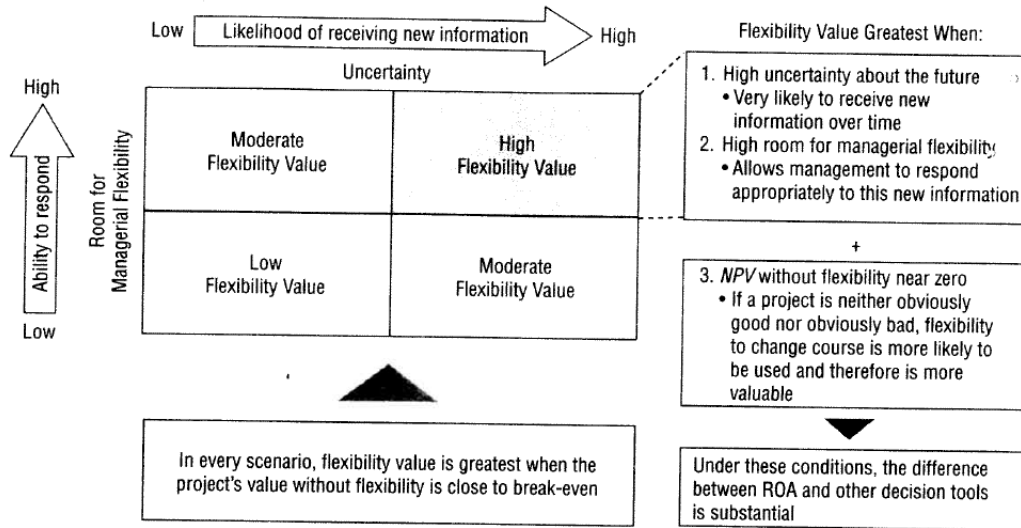 Low
Likelihood of receiving new information
High
Uncertainty
High
Ability to respond
Low
Room for
Managerial Flexibility
Moderate
Flexibility Value
High
Flexibility Value
Low
Flexibility Value
Moderate
Flexibility Value
In every scenario, flexibility value is greatest when the
project's value without flexibility is close to break-even
Flexibility Value Greatest When:
1. High uncertainty about the future
• Very likely to receive new
information over time
2. High room for managerial flexibility
• Allows management to respond
appropriately to this new information
+
3. NPV without flexibility near zero
• If a project is neither obviously
good nor obviously bad, flexibility
to change course is more likely to
be used and therefore is more
valuable
Under these conditions, the difference
between ROA and other decision tools
is substantial